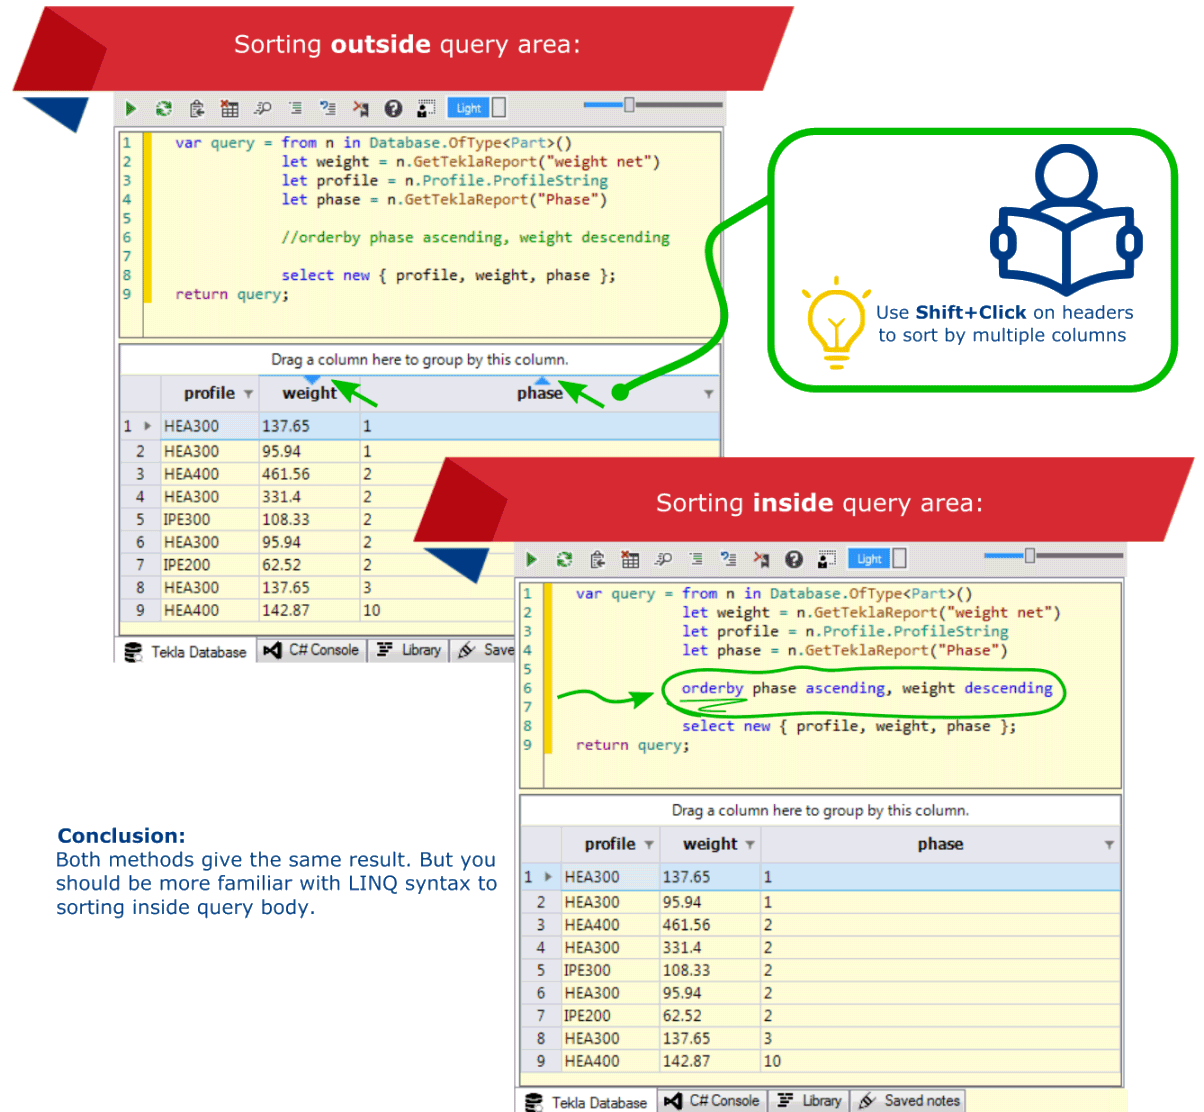 Sorting outside query area:
Light
1 var query = from n in Database.OfType<Part>()
2 let weight = n.GetTeklaReport("weight net")
3 let profile = n.Profile.ProfileString
4 let phase = n.GetTeklaReport("Phase")
5
6 //orderby phase ascending, weight descending
7
8 select new { profile, weight, phase };
9 return query;
Use Shift+Click on headers
to sort by multiple columns
Drag a column here to group by this column.
profile weight phase
1 HEA300 137.65 1
2 HEA300 95.94 1
3 HEA400 461.56 2
4 HEA300 331.4 2
5 IPE300 108.33 2
6 HEA300 95.94 2
7 IPE200 62.52 2
8 HEA300 137.65 3
9 HEA400 142.87 10
Tekla Database C# Console Library Save
Sorting inside query area:
Light
1 var query = from n in Database.OfType<Part>()
2 let weight = n.GetTeklaReport("weight net")
3 let profile = n.Profile.ProfileString
4 let phase = n.GetTeklaReport("Phase")
5
6 orderby phase ascending, weight descending
7
8 select new { profile, weight, phase };
9 return query;
Drag a column here to group by this column.
profile weight phase
1 HEA300 137.65 1
2 HEA300 95.94 1
3 HEA400 461.56 2
4 HEA300 331.4 2
5 IPE300 108.33 2
6 HEA300 95.94 2
7 IPE200 62.52 2
8 HEA300 137.65 3
9 HEA400 142.87 10
Tekla Database C# Console Library Saved notes
Conclusion:
Both methods give the same result. But you
should be more familiar with LINQ syntax to
sorting inside query body.